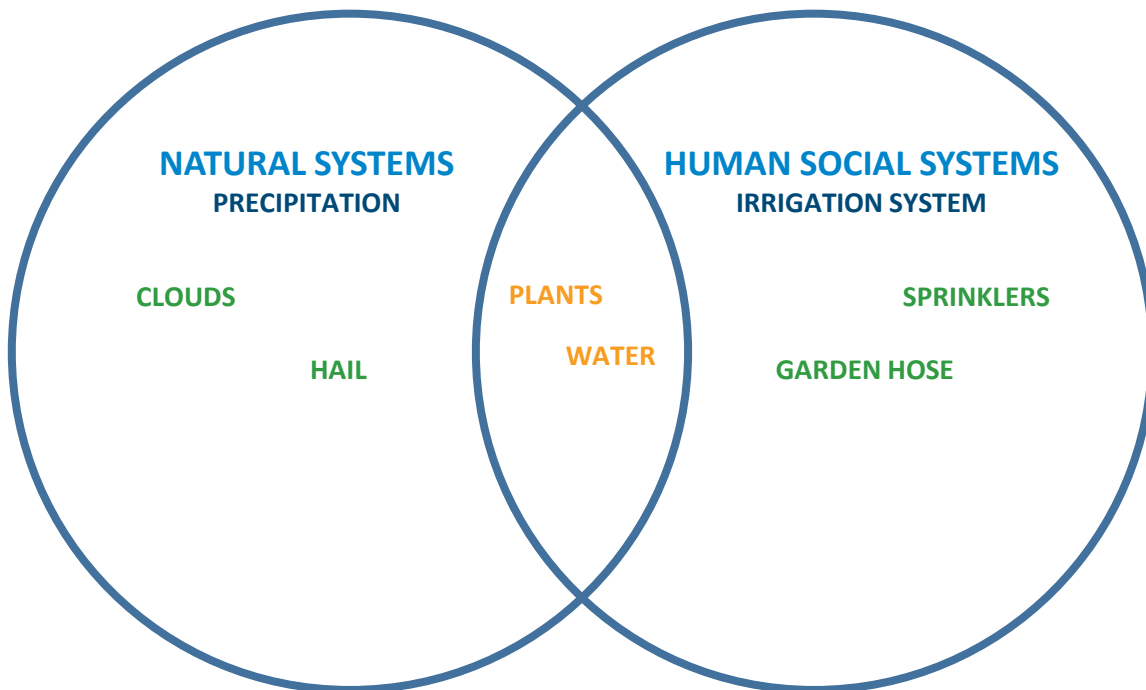 NATURAL SYSTEMS
PRECIPITATION
CLOUDS
HAIL
PLANTS
WATER
HUMAN SOCIAL SYSTEMS
IRRIGATION SYSTEM
SPRINKLERS
GARDEN HOSE